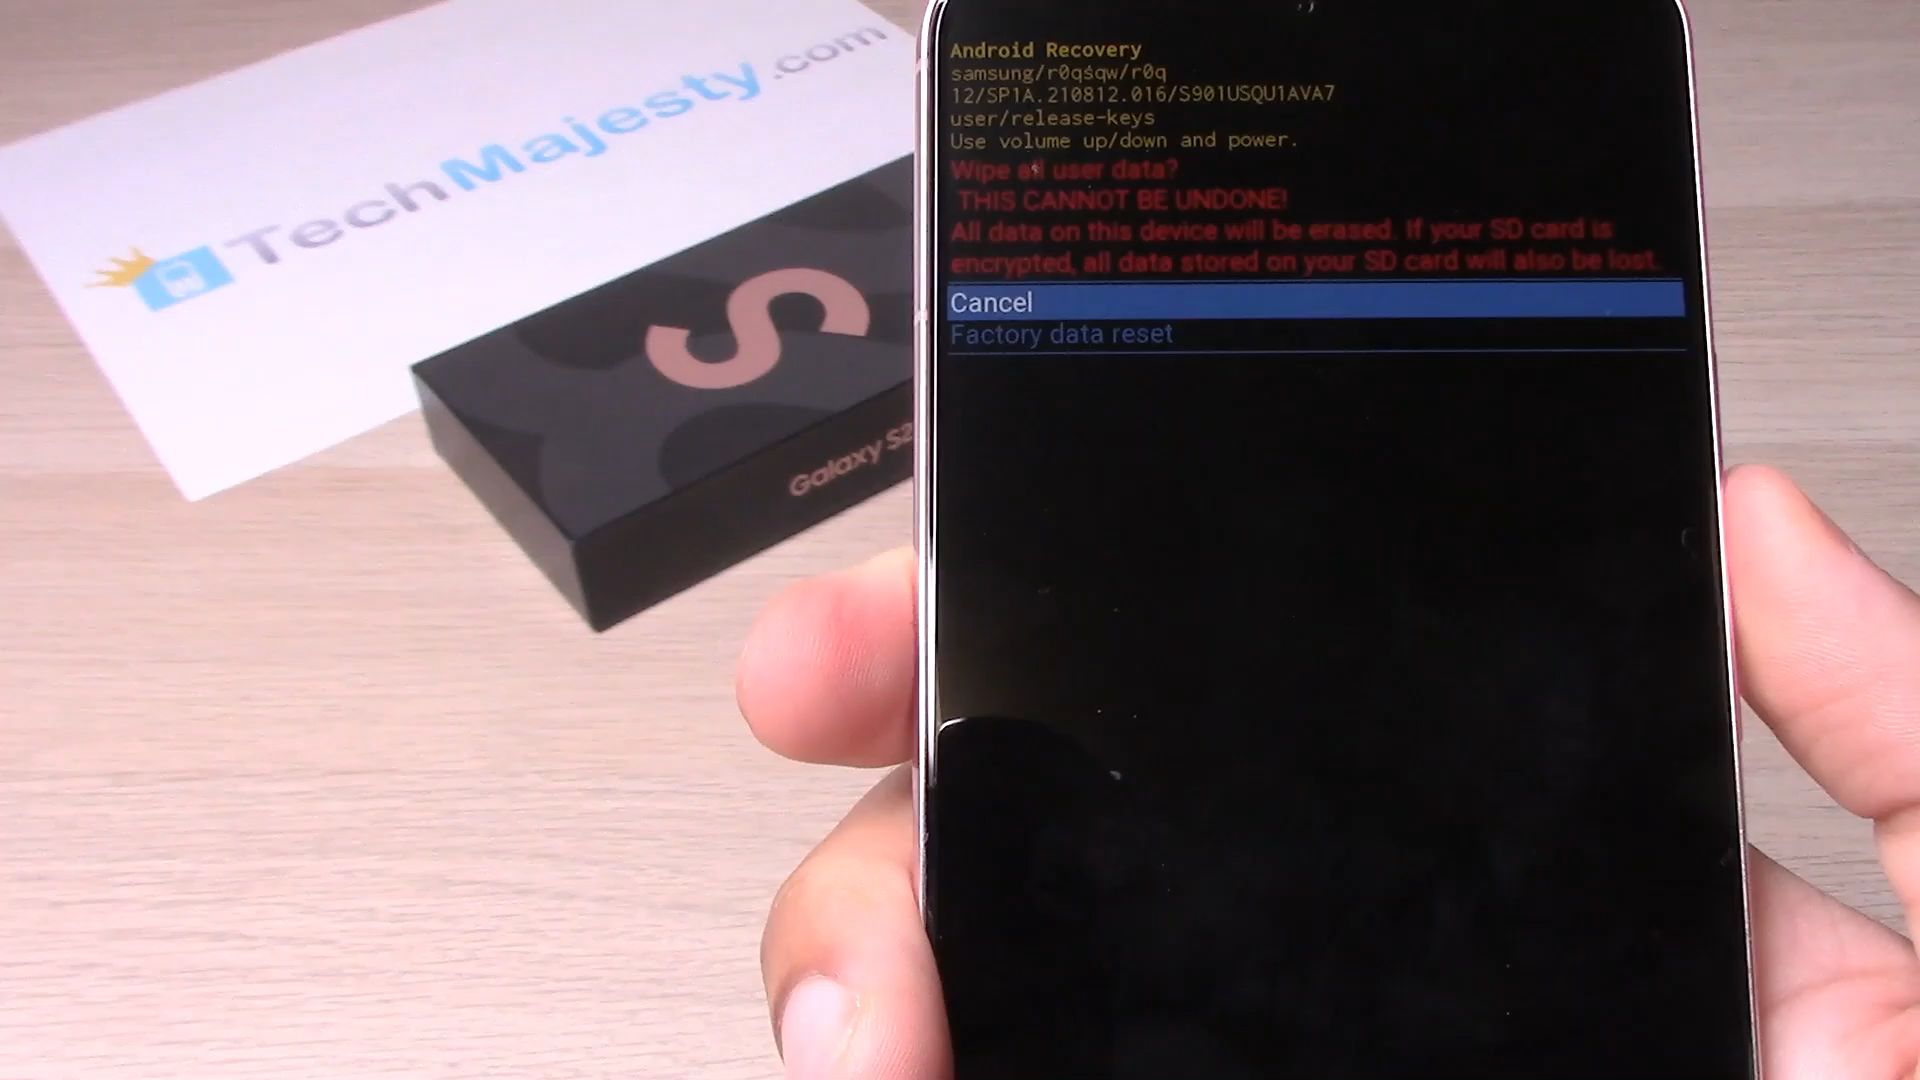 TechMajesty.com
Galaxy S2
Android Recovery
samsung/r0qsqw/r0q
12/SP1A.210812.016/S901USQU1AVA7
user/release-keys
Use volume up/down and power.
Wipe all user data?
THIS CANNOT BE UNDONE!
All data on this device will be erased. If your SD card is
encrypted, all data stored on your SD card will also be lost.
Cancel
Factory data reset